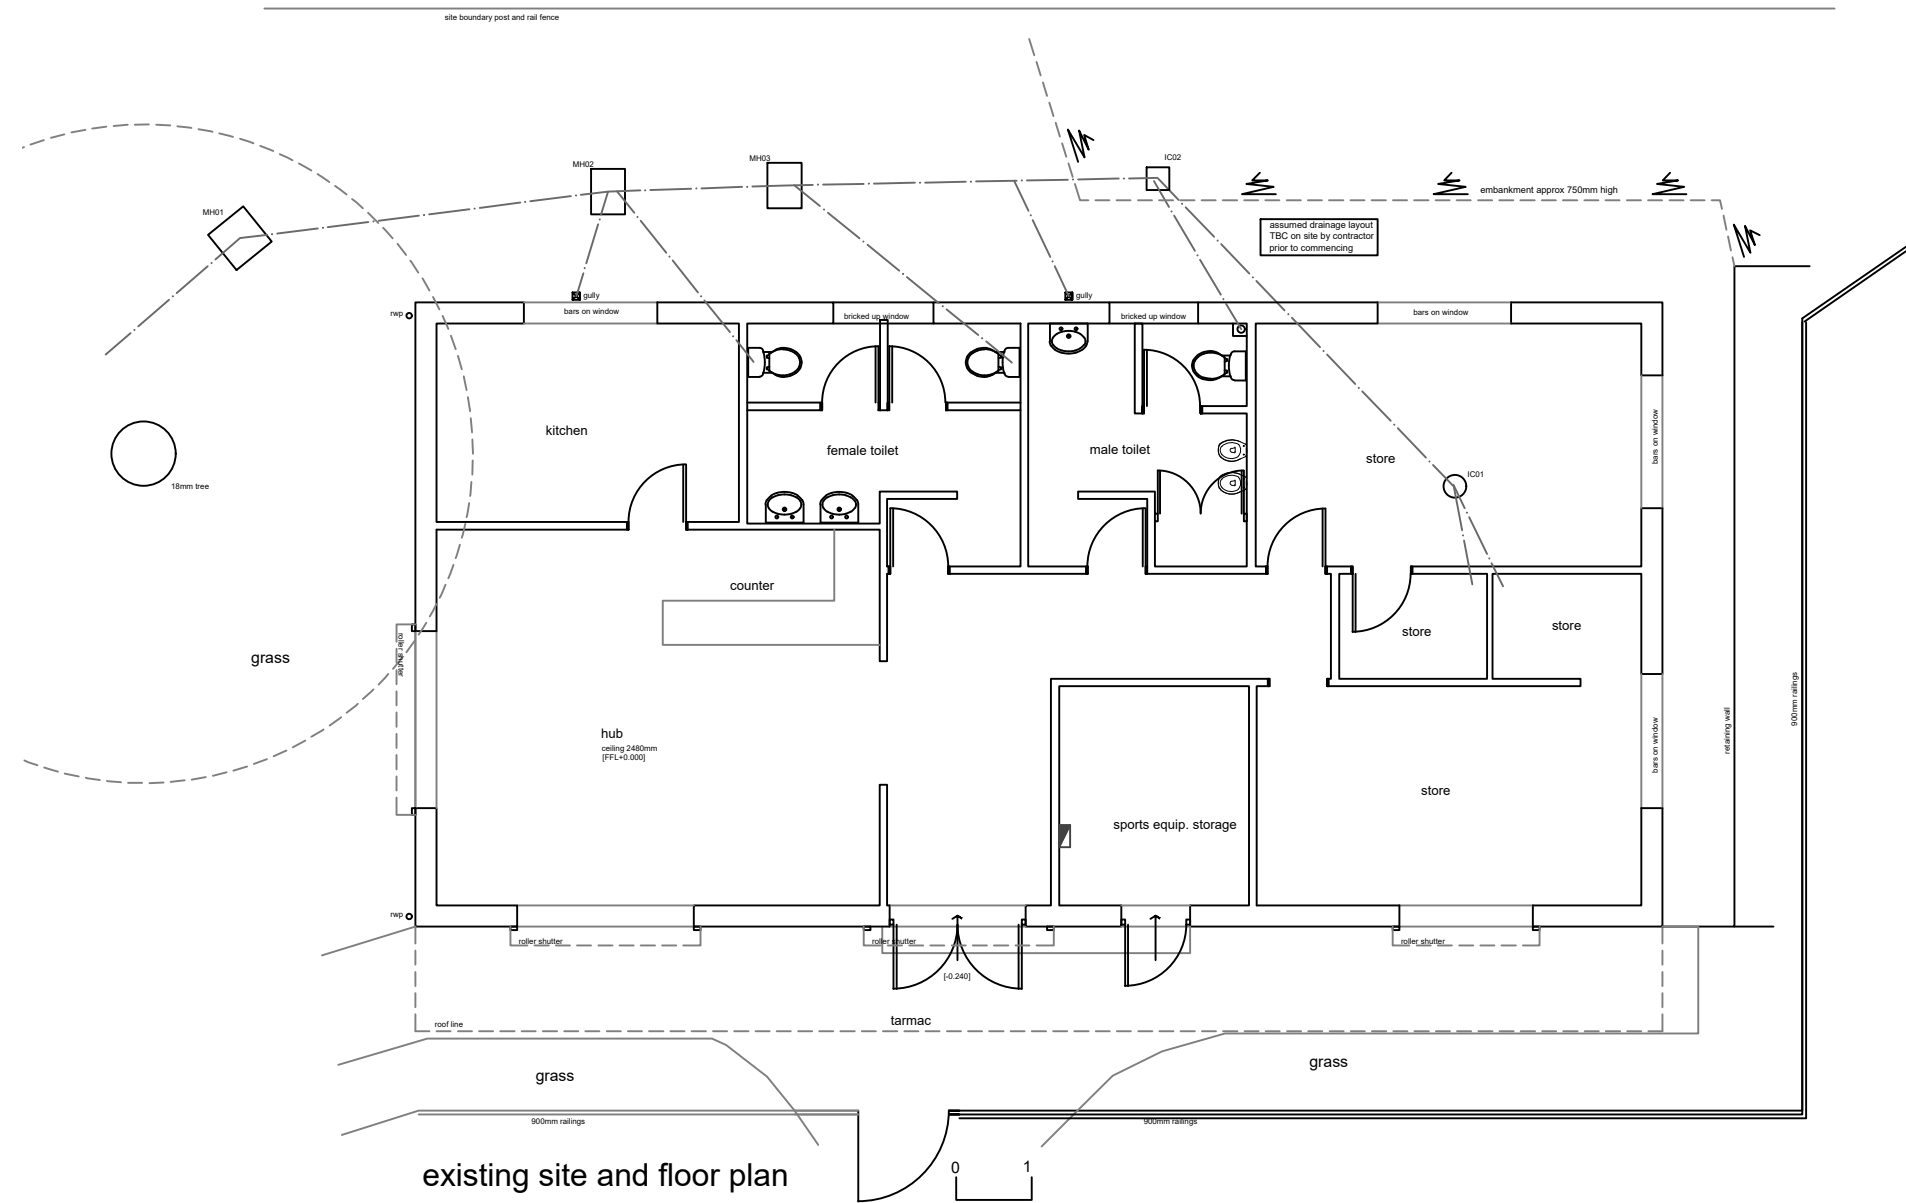 site boundary post and rail fence
MH01
MH02
MH03
IC02
embankment approx 750mm high
assumed drainage layout
TBC on site by contractor
prior to commencing
rwp
gully
bars on window
bricked up window
gully
bricked up window
bars on window
kitchen
female toilet
male toilet
store
bars on window
IC01
18mm tree
counter
store
store
grass
roller shutter
hub
ceiling 2480mm
[FFL+0.000]
sports equip. storage
store
bars on window
retaining wall
900mm railings
rwp
roller shutter
roller shutter
roller shutter
[-0.240]
roof line
tarmac
grass
grass
900mm railings
900mm railings
existing site and floor plan
0 1